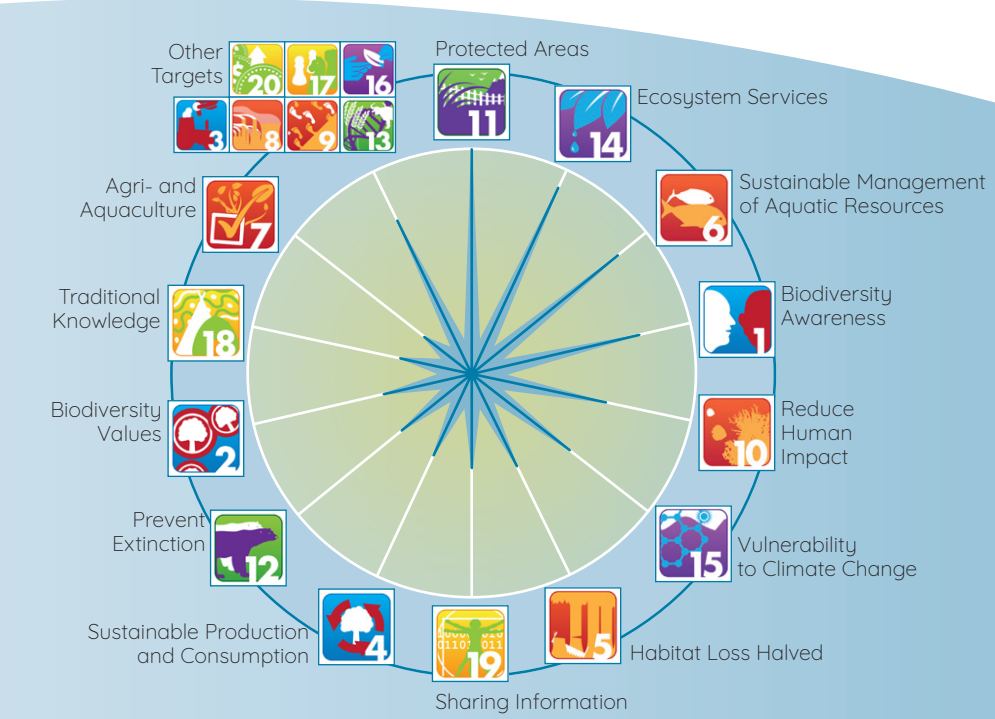 Other
Targets
20
17
16
3
8
9
13
Protected Areas
11
Ecosystem Services
14
Sustainable Management
of Aquatic Resources
6
Biodiversity
Awareness
1
Reduce
Human
Impact
10
Vulnerability
to Climate Change
15
Habitat Loss Halved
5
Sharing Information
19
Sustainable Production
and Consumption
4
Prevent
Extinction
12
Biodiversity
Values
2
Traditional
Knowledge
18
Agri- and
Aquaculture
7